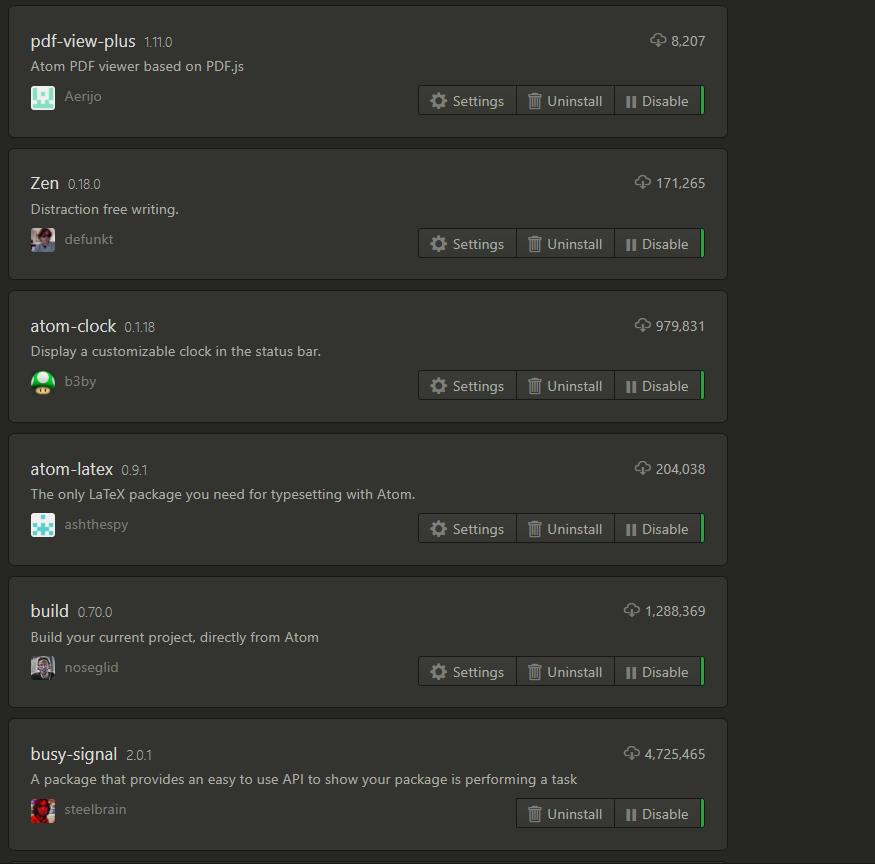 pdf-view-plus 1.11.0 8,207
Atom PDF viewer based on PDF.js
Aerijo
Settings Uninstall Disable
Zen 0.18.0 171,265
Distraction free writing.
defunkt
Settings Uninstall Disable
atom-clock 0.1.18 979,831
Display a customizable clock in the status bar.
b3by
Settings Uninstall Disable
atom-latex 0.9.1 204,038
The only LaTeX package you need for typesetting with Atom.
ashthespy
Settings Uninstall Disable
build 0.70.0 1,288,369
Build your current project, directly from Atom
noseglid
Settings Uninstall Disable
busy-signal 2.0.1 4,725,465
A package that provides an easy to use API to show your package is performing a task
steelbrain
Uninstall Disable